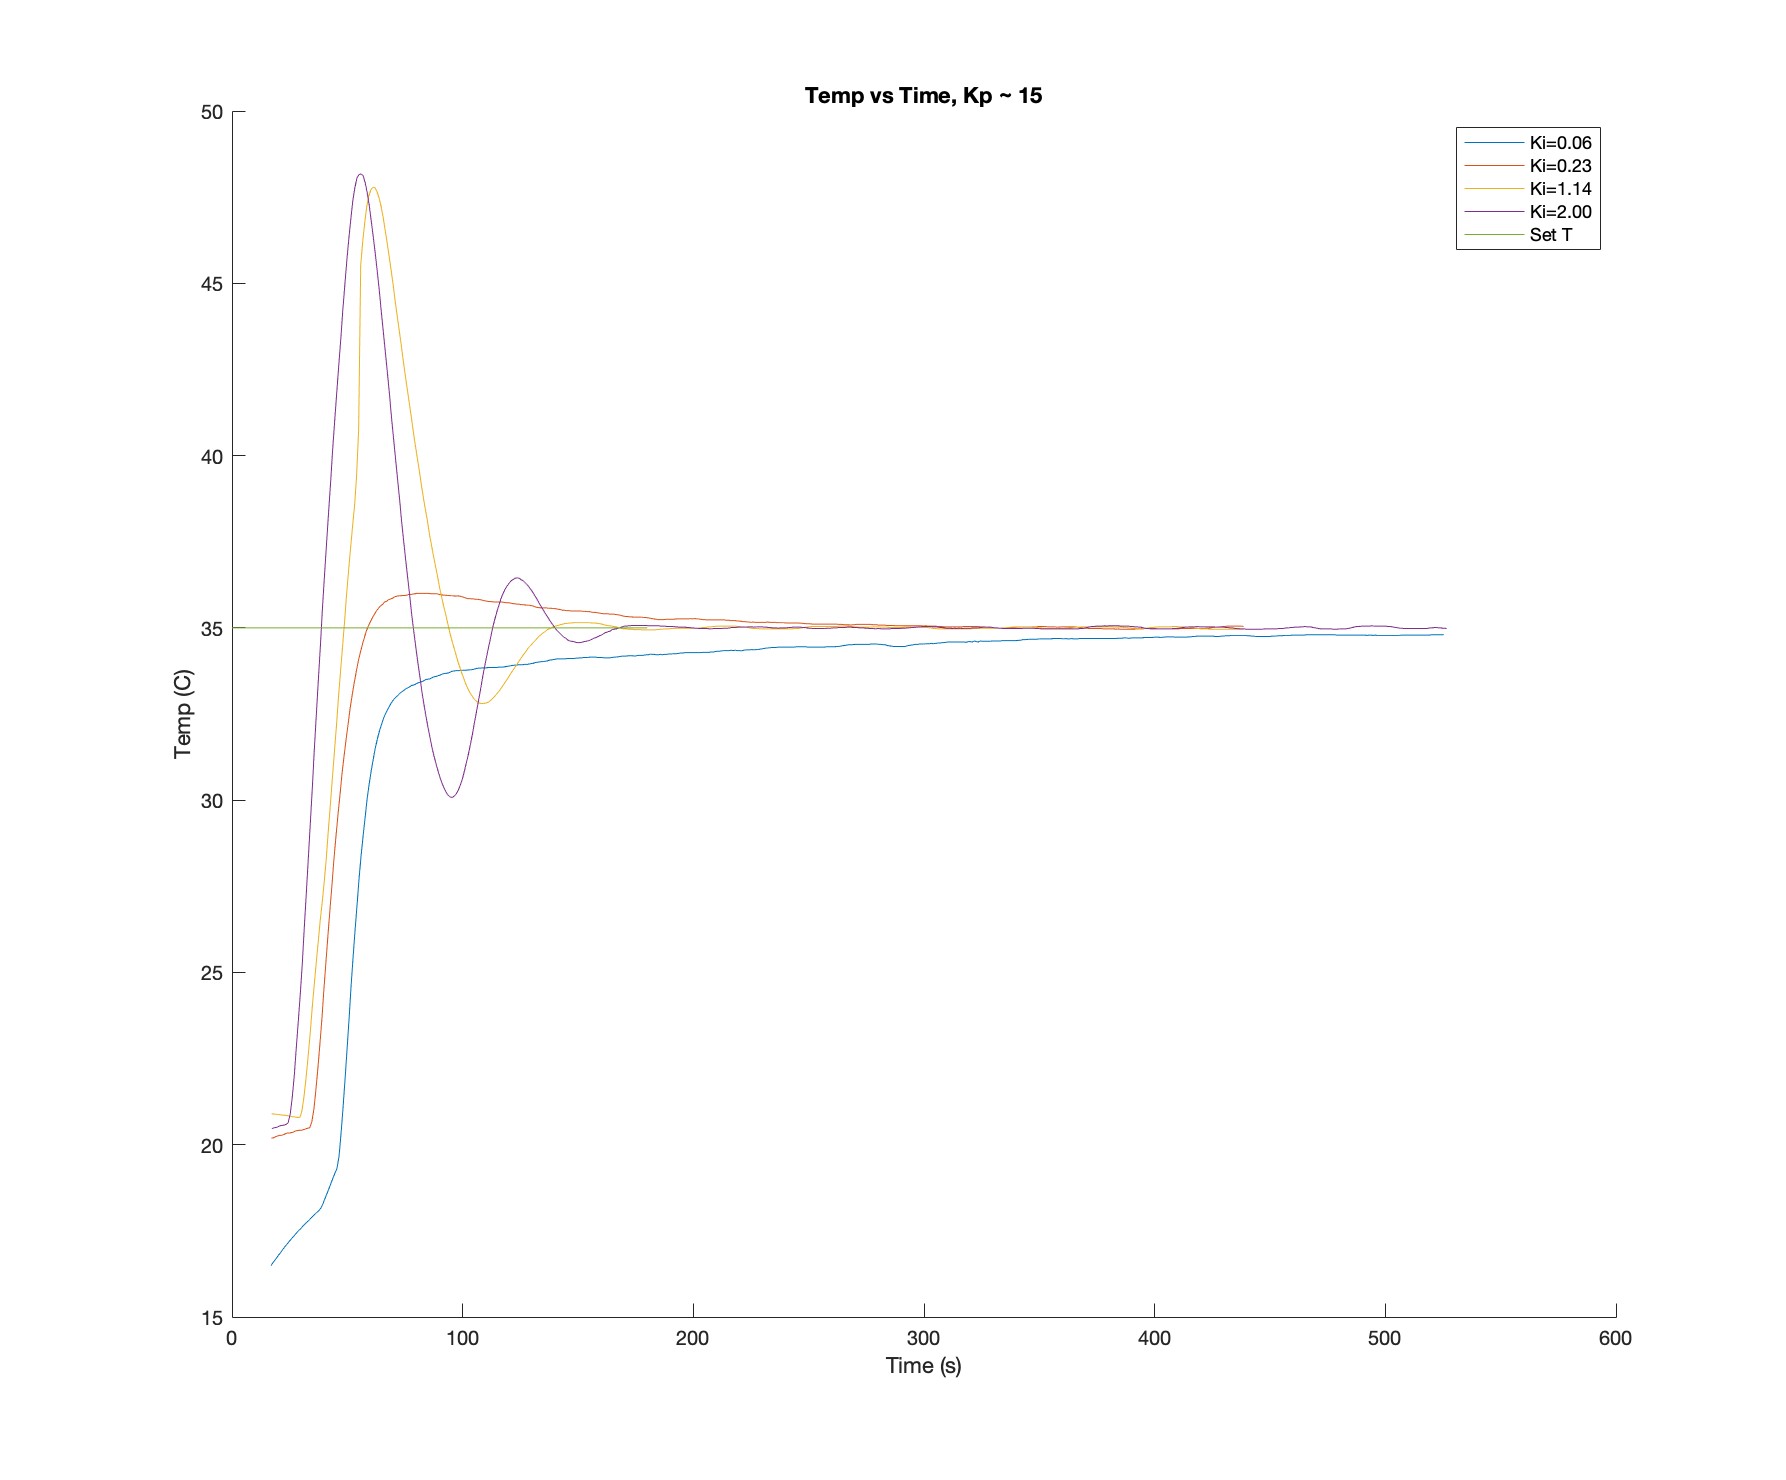 Temp vs Time, Kp ~ 15
50
45
40
35
30
25
20
15
Temp (C)
Ki=0.06
Ki=0.23
Ki=1.14
Ki=2.00
Set T
0 100 200 300 400 500 600
Time (s)